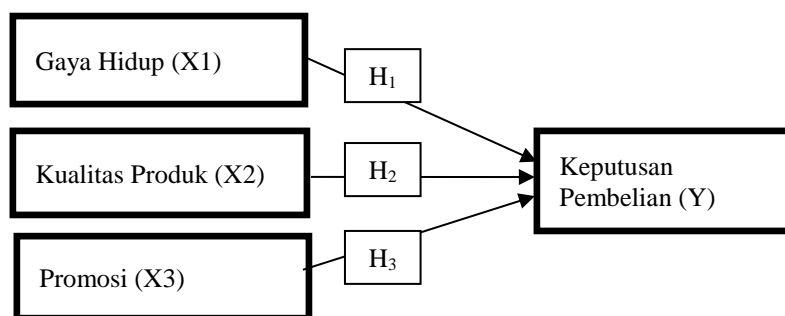 Gaya Hidup (X1)
H₁
Kualitas Produk (X2)
H₂
Keputusan
Pembelian (Y)
H₃
Promosi (X3)